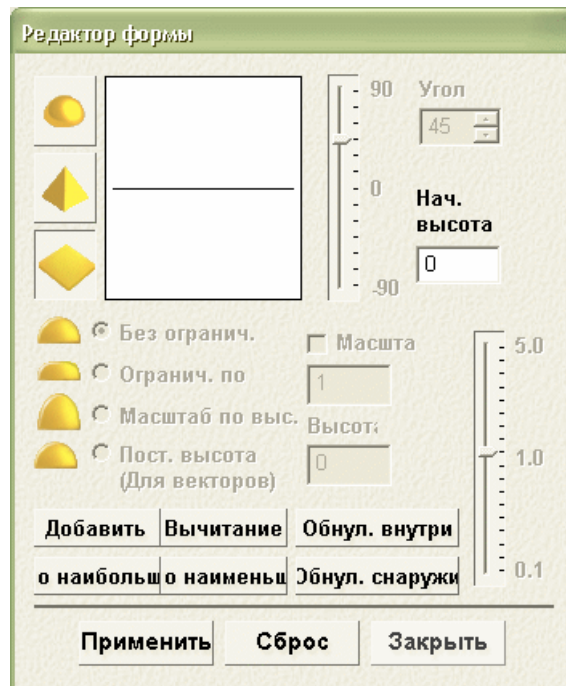 Редактор формы
90
Угол
45
0
Нач.
высота
0
-90
Без огранич.
Масшта
5.0
Огранич. по
1
Масштаб по выс.
Высота
Пост. высота
(Для векторов)
0
1.0
Добавить
Вычитание
Обнул. внутри
о наибольш
о наименьш
Обнул. снаружи
0.1
Применить
Сброс
Закрыть